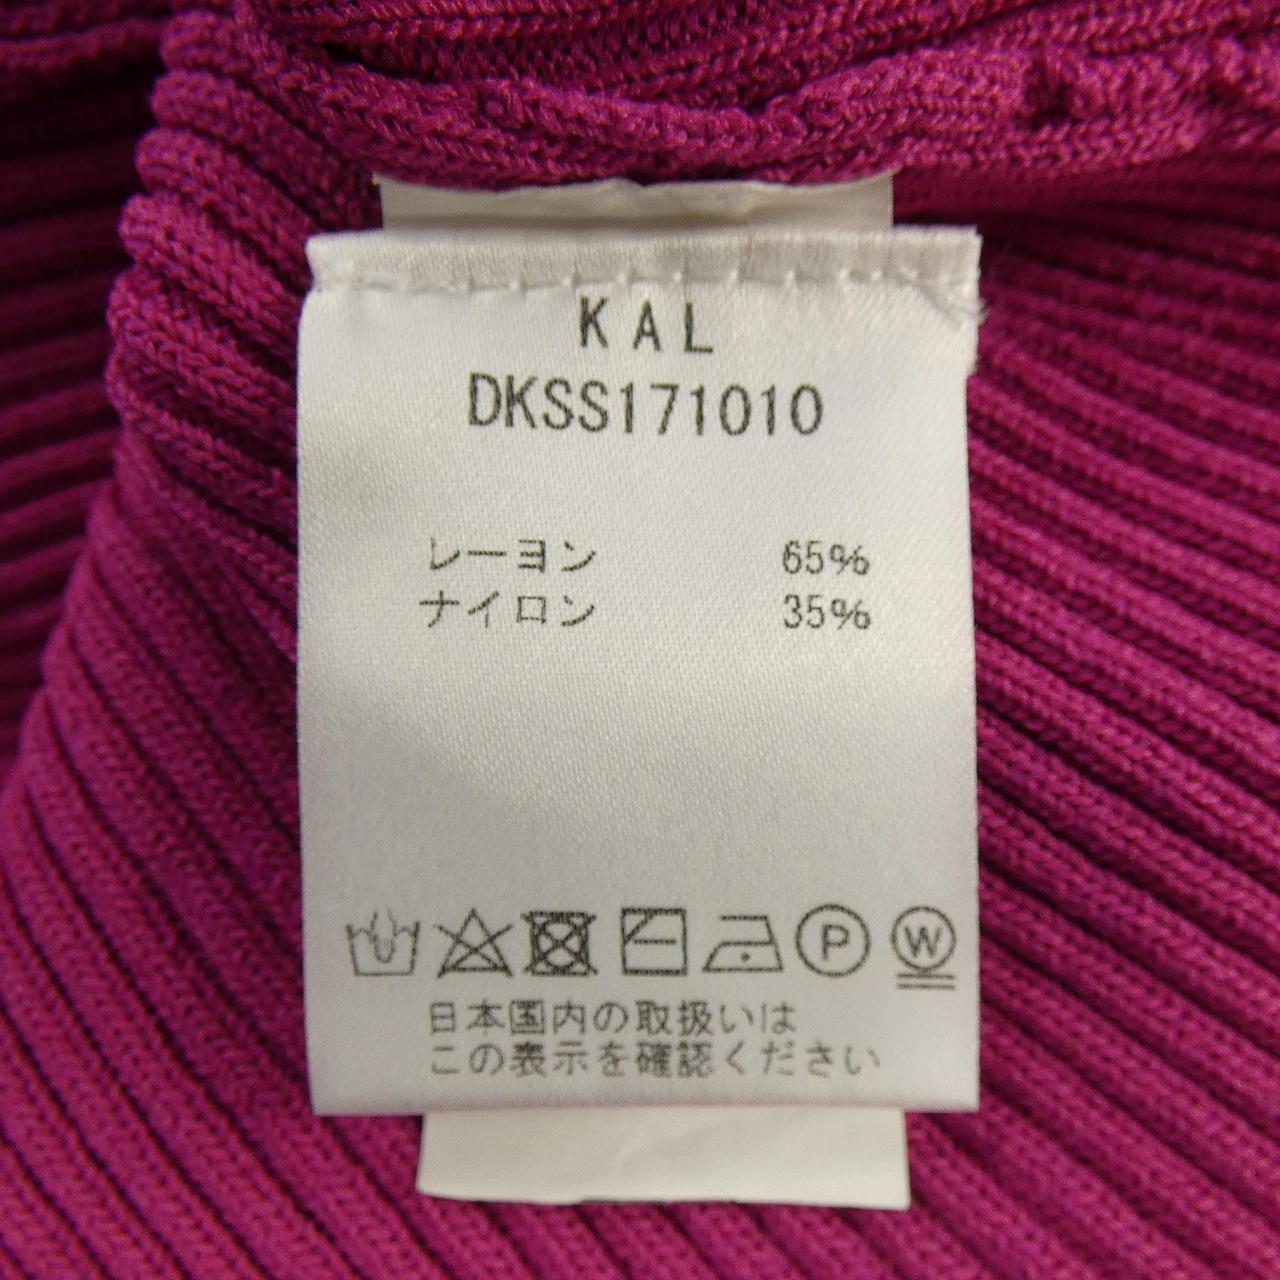 KAL
DKSS171010
レーヨン 65%
ナイロン 35%
P W
日本国内の取扱いは
この表示を確認ください